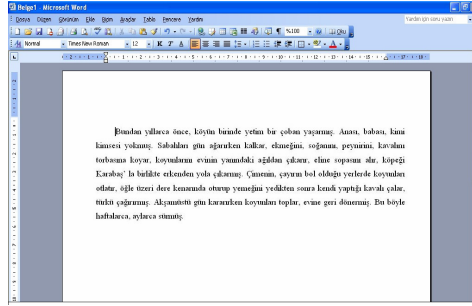 Belge1 - Microsoft Word
Dosya Düzen Görünüm Ekle Biçim Araçlar Tablo Pencere Yardım
Yardım için soru yazın
%100 Oku
Normal Times New Roman 12 K T A
Bundan yıllarca önce, köyün birinde yetim bir çoban yaşarmış. Anası, babası, kimi
kimsesi yokmuş. Sabahları gün ağarırken kalkar, ekmeğini, soğanını, peynirini, kavalını
torbasına koyar, koyunlarını evinin yanındaki ağıldan çıkarır, eline sopasını alır, köpeği
Karabaş' la birlikte erkenden yola çıkarmış. Çimenin, çayırın bol olduğu yerlerde koyunları
otlatır, öğle üzeri dere kenarında oturup yemeğini yedikten sonra kendi yaptığı kavalı çalar,
türkü çağırırmış. Akşamüstü gün kararırken koyunları toplar, evine geri dönermiş. Bu böyle
haftalarca, aylarca sürmüş.